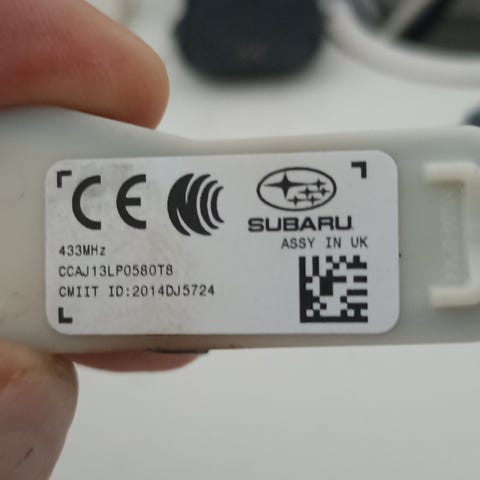 CE
SUBARU
ASSY IN UK
433MHz
CCAJ13LP0580T8
CMIIT ID:2014DJ5724